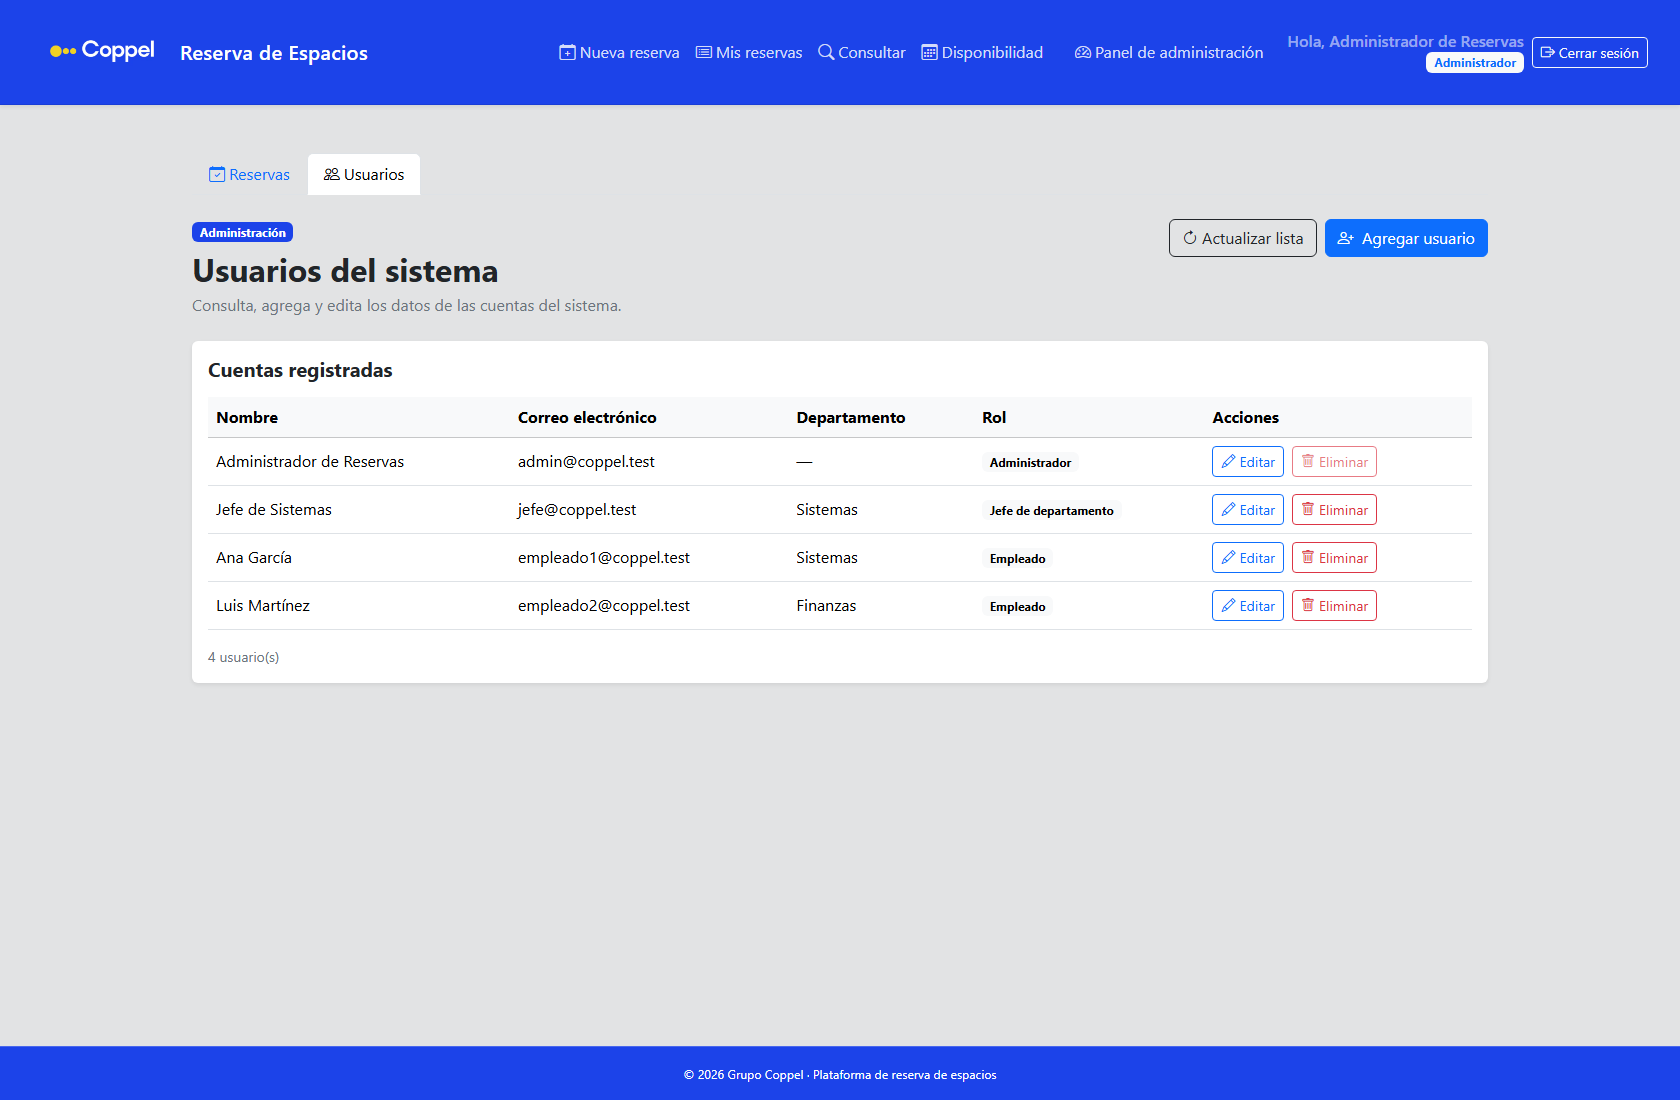 Coppel
Reserva de Espacios
Nueva reserva
Mis reservas
Consultar
Disponibilidad
Panel de administración
Hola, Administrador de Reservas
Administrador
Cerrar sesión
Reservas
Usuarios
Administración
Usuarios del sistema
Consulta, agrega y edita los datos de las cuentas del sistema.
Actualizar lista
Agregar usuario
Cuentas registradas
Nombre Correo electrónico Departamento Rol Acciones
Administrador de Reservas admin@coppel.test — Administrador Editar Eliminar
Jefe de Sistemas jefe@coppel.test Sistemas Jefe de departamento Editar Eliminar
Ana García empleado1@coppel.test Sistemas Empleado Editar Eliminar
Luis Martínez empleado2@coppel.test Finanzas Empleado Editar Eliminar
4 usuario(s)
© 2026 Grupo Coppel · Plataforma de reserva de espacios